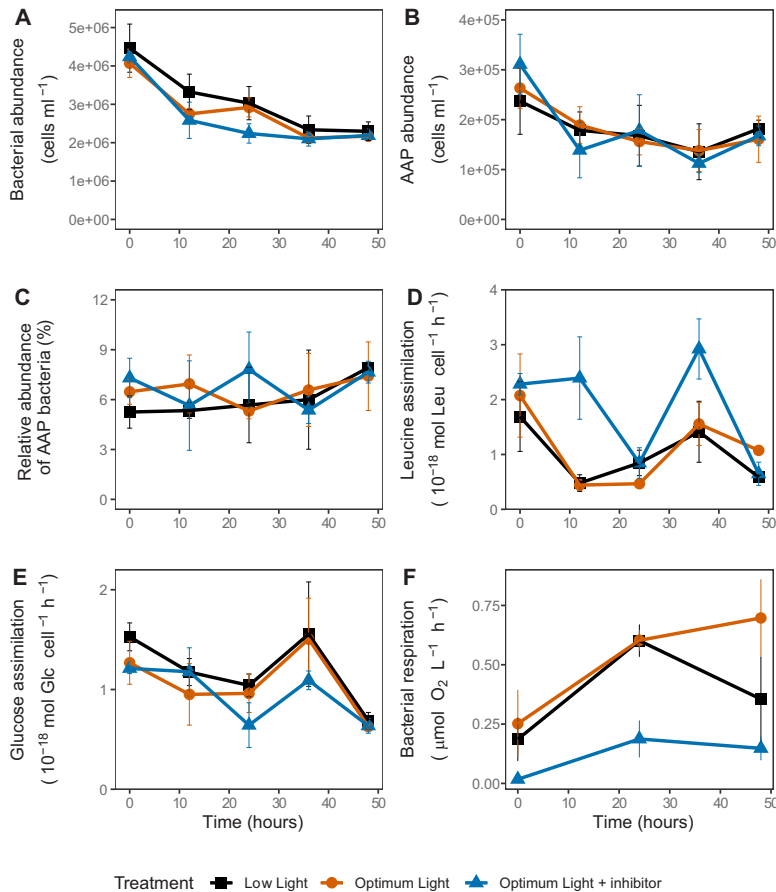 A
Bacterial abundance
(cells ml⁻¹)
5e+06
4e+06
3e+06
2e+06
1e+06
0e+00
0 10 20 30 40 50
B
AAP abundance
(cells ml⁻¹)
4e+05
3e+05
2e+05
1e+05
0e+00
0 10 20 30 40 50
C
Relative abundance
of AAP bacteria (%)
12
9
6
3
0
0 10 20 30 40 50
D
Leucine assimilation
( 10⁻¹⁸ mol Leu cell⁻¹ h⁻¹)
4
3
2
1
0
0 10 20 30 40 50
E
Glucose assimilation
( 10⁻¹⁸ mol Glc cell⁻¹ h⁻¹)
2
1
0
0 10 20 30 40 50
Time (hours)
F
Bacterial respiration
( μmol O₂ L⁻¹ h⁻¹)
0.75
0.50
0.25
0.00
0 10 20 30 40 50
Time (hours)
Treatment Low Light Optimum Light Optimum Light + inhibitor